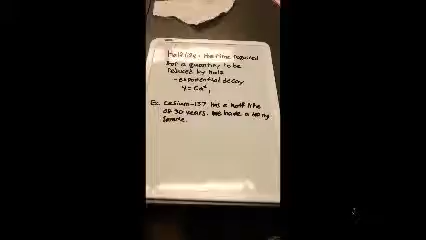 Half life - the time required
for a quantity to be
reduced by half
- exponential decay
y = Ca
Ex. Cesium-137 has a half life
of 30 years. We have a mg
Sample.